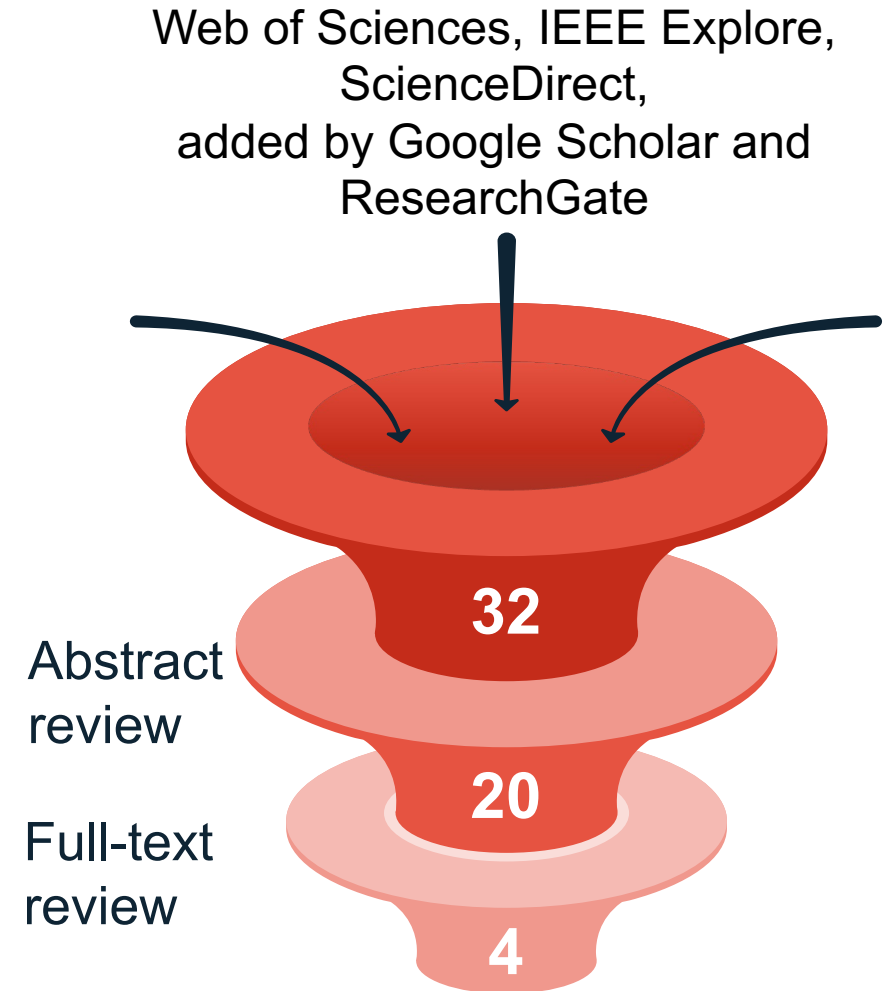 Web of Sciences, IEEE Explore,
ScienceDirect,
added by Google Scholar and
ResearchGate
32
Abstract
review
20
Full-text
review
4